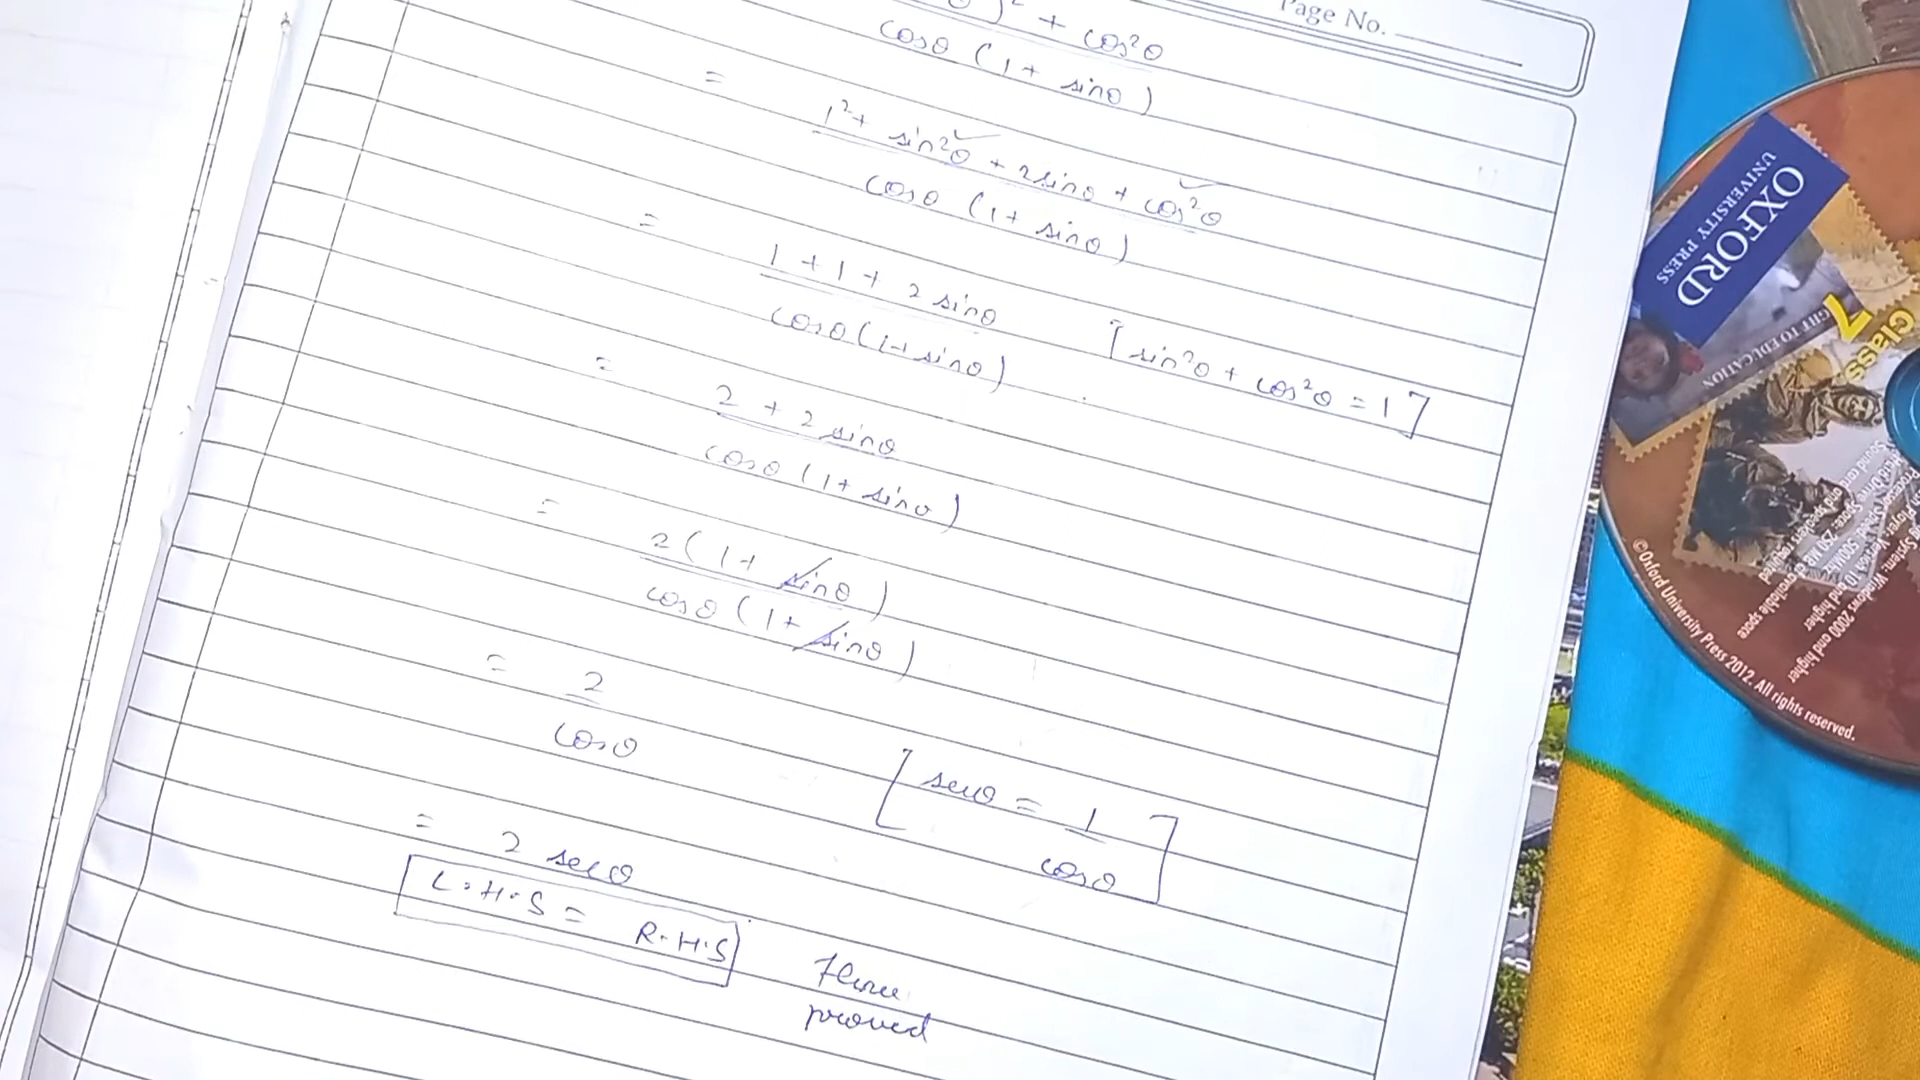 Page No.
)² + cos²θ
cosθ (1 + sinθ)
= 1² + sin²θ + 2sinθ + cos²θ
cosθ (1 + sinθ)
= 1 + 1 + 2 sinθ
cosθ (1 + sinθ)
[sin²θ + cos²θ = 1]
= 2 + 2 sinθ
cosθ (1 + sinθ)
= 2 (1 + sinθ)
cosθ (1 + sinθ)
= 2
cosθ
[secθ = 1
cosθ]
= 2 secθ
L.H.S = R.H.S
proved
OXFORD
UNIVERSITY PRESS
RIGHT TO EDUCATION
Class
7
© Oxford University Press 2012. All rights reserved.